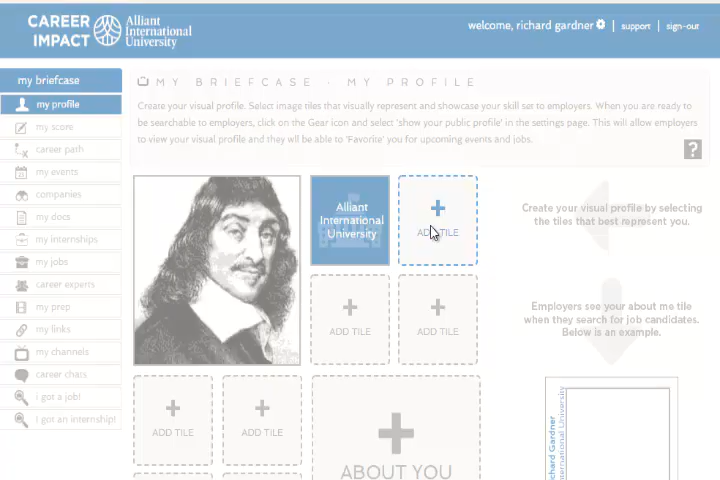 CAREER IMPACT
Alliant International University
welcome, richard gardner | support | sign-out
my briefcase
my profile
my score
career path
my events
companies
my docs
my internships
my jobs
career experts
my prep
my links
my channels
career chats
i got a job!
i got an internship!
MY BRIEFCASE · MY PROFILE
Create your visual profile. Select image tiles that visually represent and showcase your skill set to employers. When you are ready to
be searchable to employers, click on the Gear icon and select 'show your public profile' in the settings page. This will allow employers
to view your visual profile and they will be able to 'Favorite' you for upcoming events and jobs.
?
Alliant
International
University
ADD TILE
ADD TILE
ADD TILE
ADD TILE
ADD TILE
ABOUT YOU
Create your visual profile by selecting
the tiles that best represent you.
Employers see your about me tile
when they search for job candidates.
Below is an example.
Richard Gardner
International University